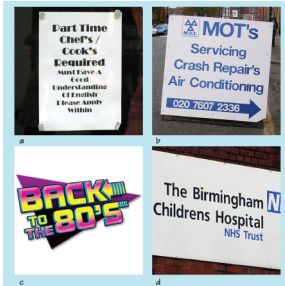 Part Time
Chef's /
Cook's
Required
Must Have A
Good
Understanding
Of English
Please Apply
Within
a
M.O.T.
MOT's
Servicing
Crash Repair's
Air Conditioning
020 7607 2336
b
BACK
TO
THE 80'S
c
The Birmingham
Childrens Hospital
N
NHS Trust
d